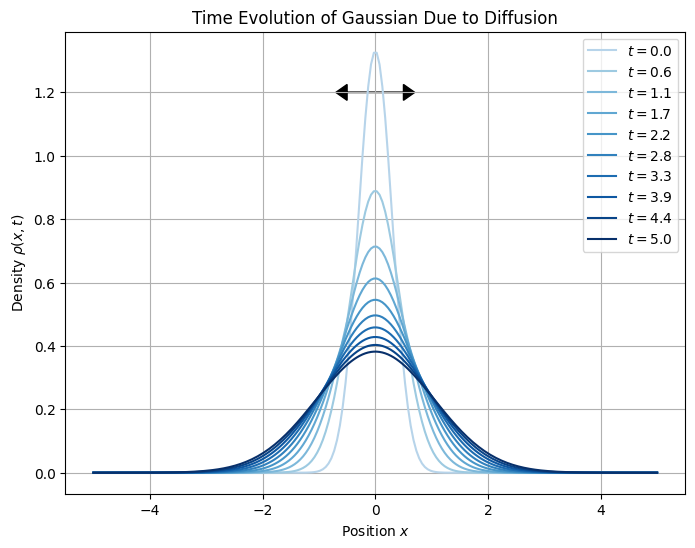 Time Evolution of Gaussian Due to Diffusion
t = 0.0
t = 0.6
t = 1.1
t = 1.7
t = 2.2
t = 2.8
t = 3.3
t = 3.9
t = 4.4
t = 5.0
Density ρ(x, t)
1.2
1.0
0.8
0.6
0.4
0.2
0.0
−4 −2 0 2 4
Position x